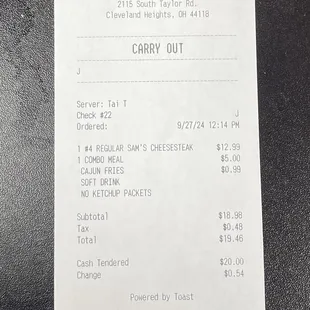 2115 South Taylor Rd.
Cleveland Heights, OH 44118
CARRY OUT
J
Server: Tai T
Check #22 J
Ordered: 9/27/24 12:14 PM
1 #4 REGULAR SAM'S CHEESESTEAK $12.99
1 COMBO MEAL $5.00
CAJUN FRIES $0.99
SOFT DRINK
NO KETCHUP PACKETS
Subtotal $18.98
Tax $0.48
Total $19.46
Cash Tendered $20.00
Change $0.54
Powered by Toast